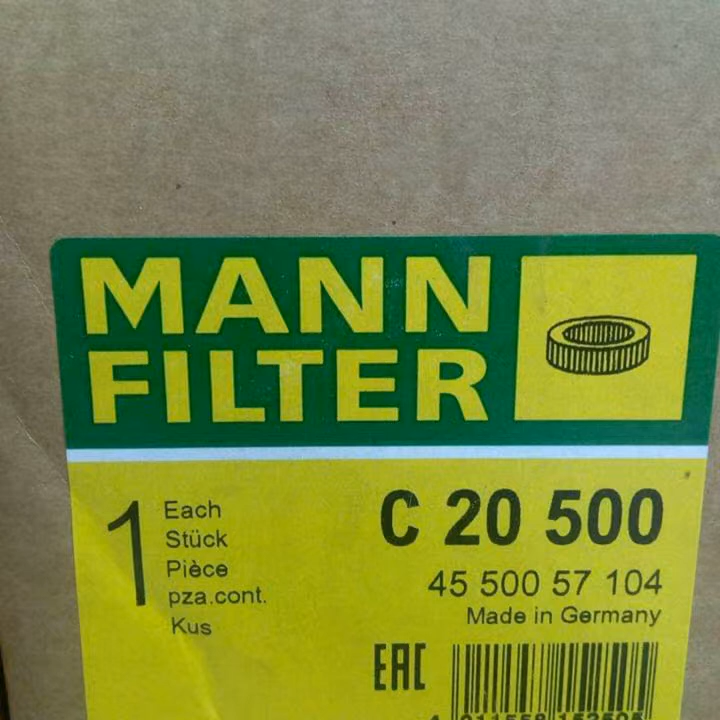 MANN
FILTER
1
Each
Stück
Pièce
pza.cont.
Kus
C 20 500
45 500 57 104
Made in Germany
EAC